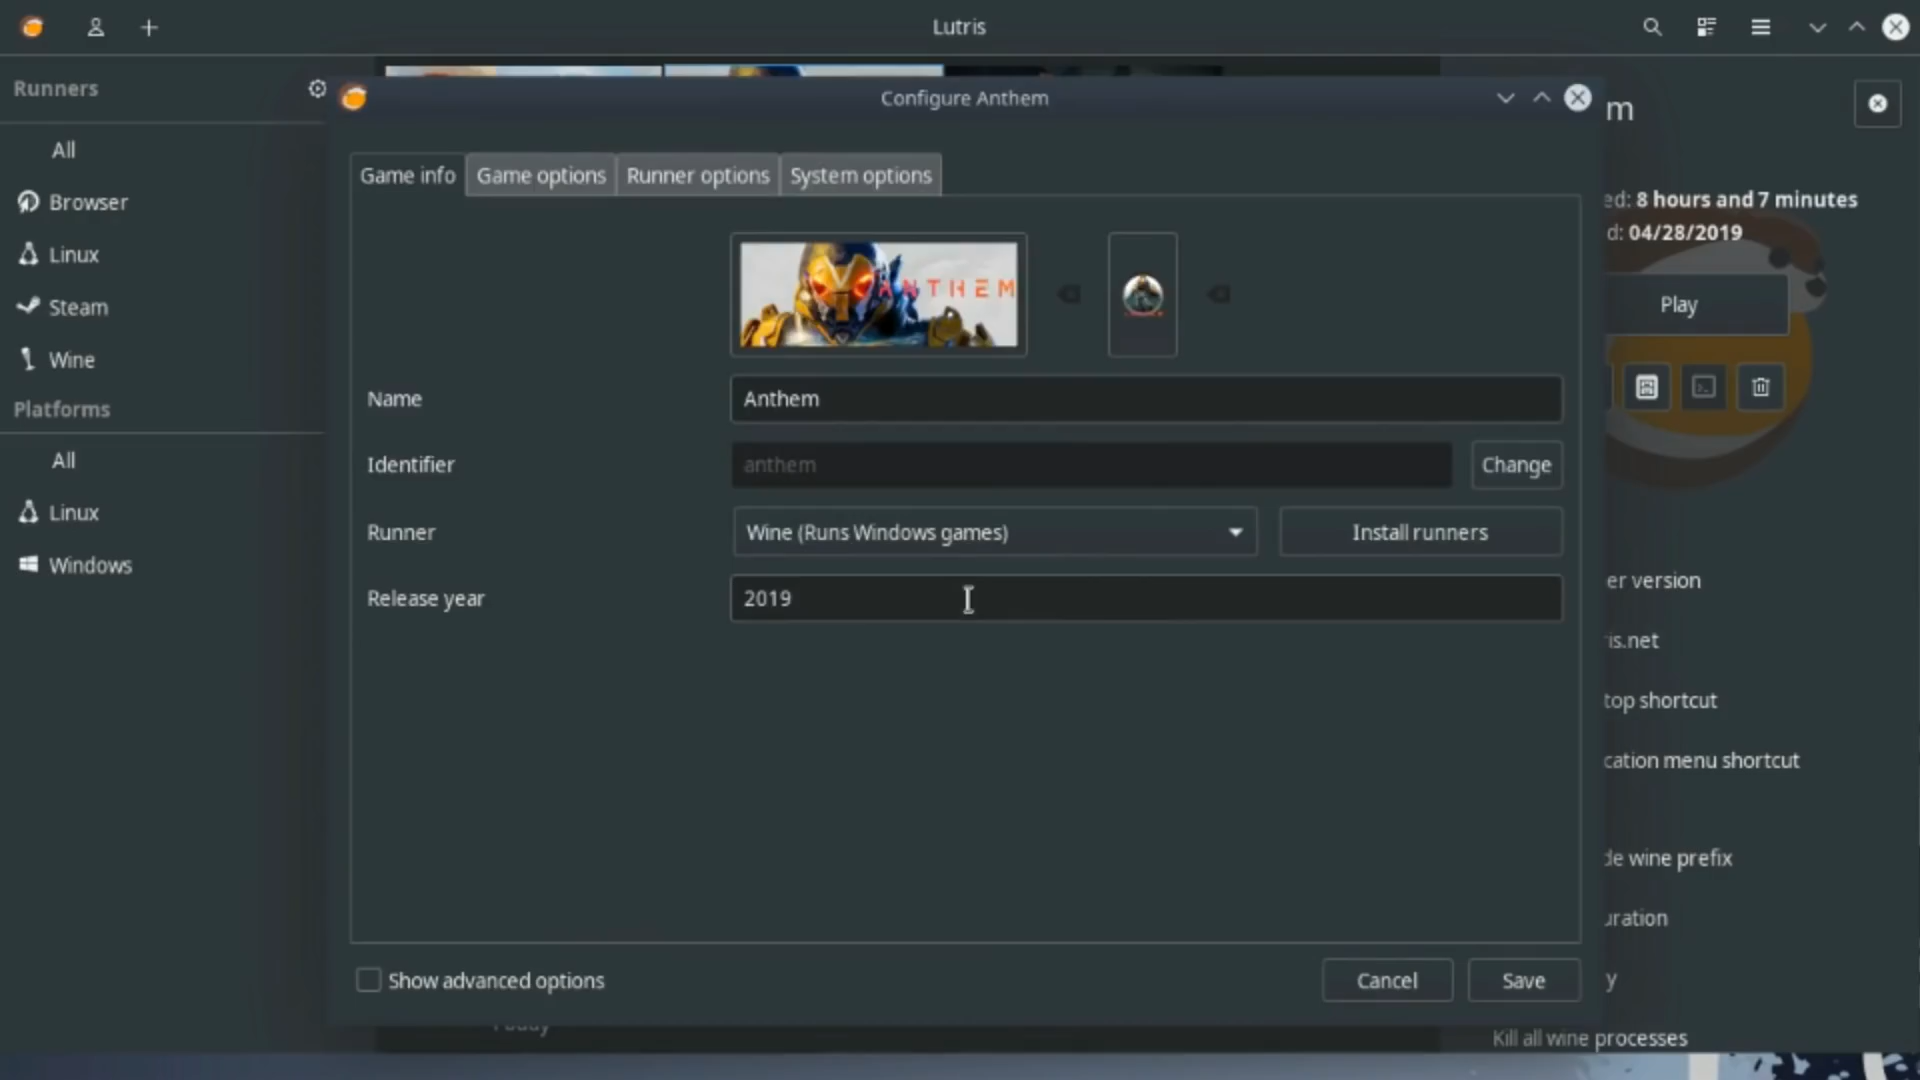 Lutris
Runners
All
Browser
Linux
Steam
Wine
Platforms
All
Linux
Windows
Configure Anthem
Game info
Game options
Runner options
System options
ANTHEM
Name
Anthem
Identifier
anthem
Change
Runner
Wine (Runs Windows games)
Install runners
Release year
2019
Show advanced options
Cancel
Save
m
ed: 8 hours and 7 minutes
d: 04/28/2019
Play
er version
ris.net
top shortcut
cation menu shortcut
de wine prefix
uration
y
Kill all wine processes